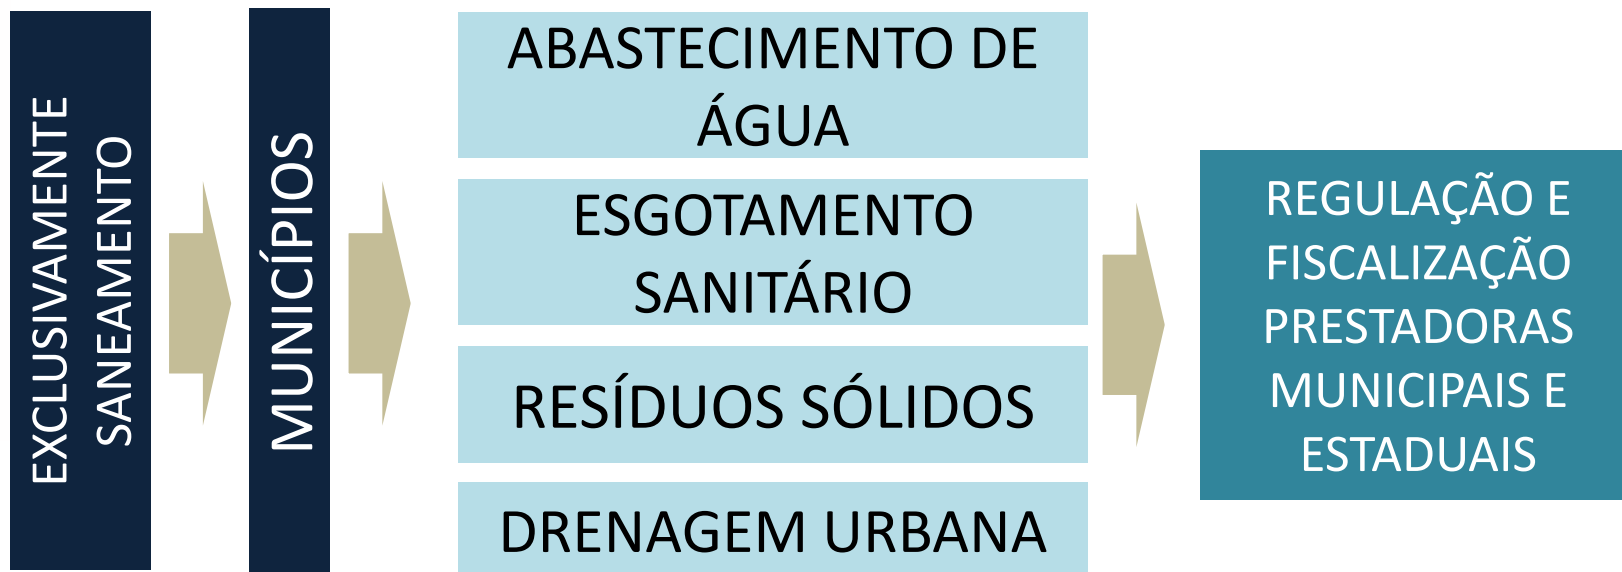 EXCLUSIVAMENTE
SANEAMENTO
MUNICÍPIOS
ABASTECIMENTO DE
ÁGUA
ESGOTAMENTO
SANITÁRIO
RESÍDUOS SÓLIDOS
DRENAGEM URBANA
REGULAÇÃO E
FISCALIZAÇÃO
PRESTADORAS
MUNICIPAIS E
ESTADUAIS